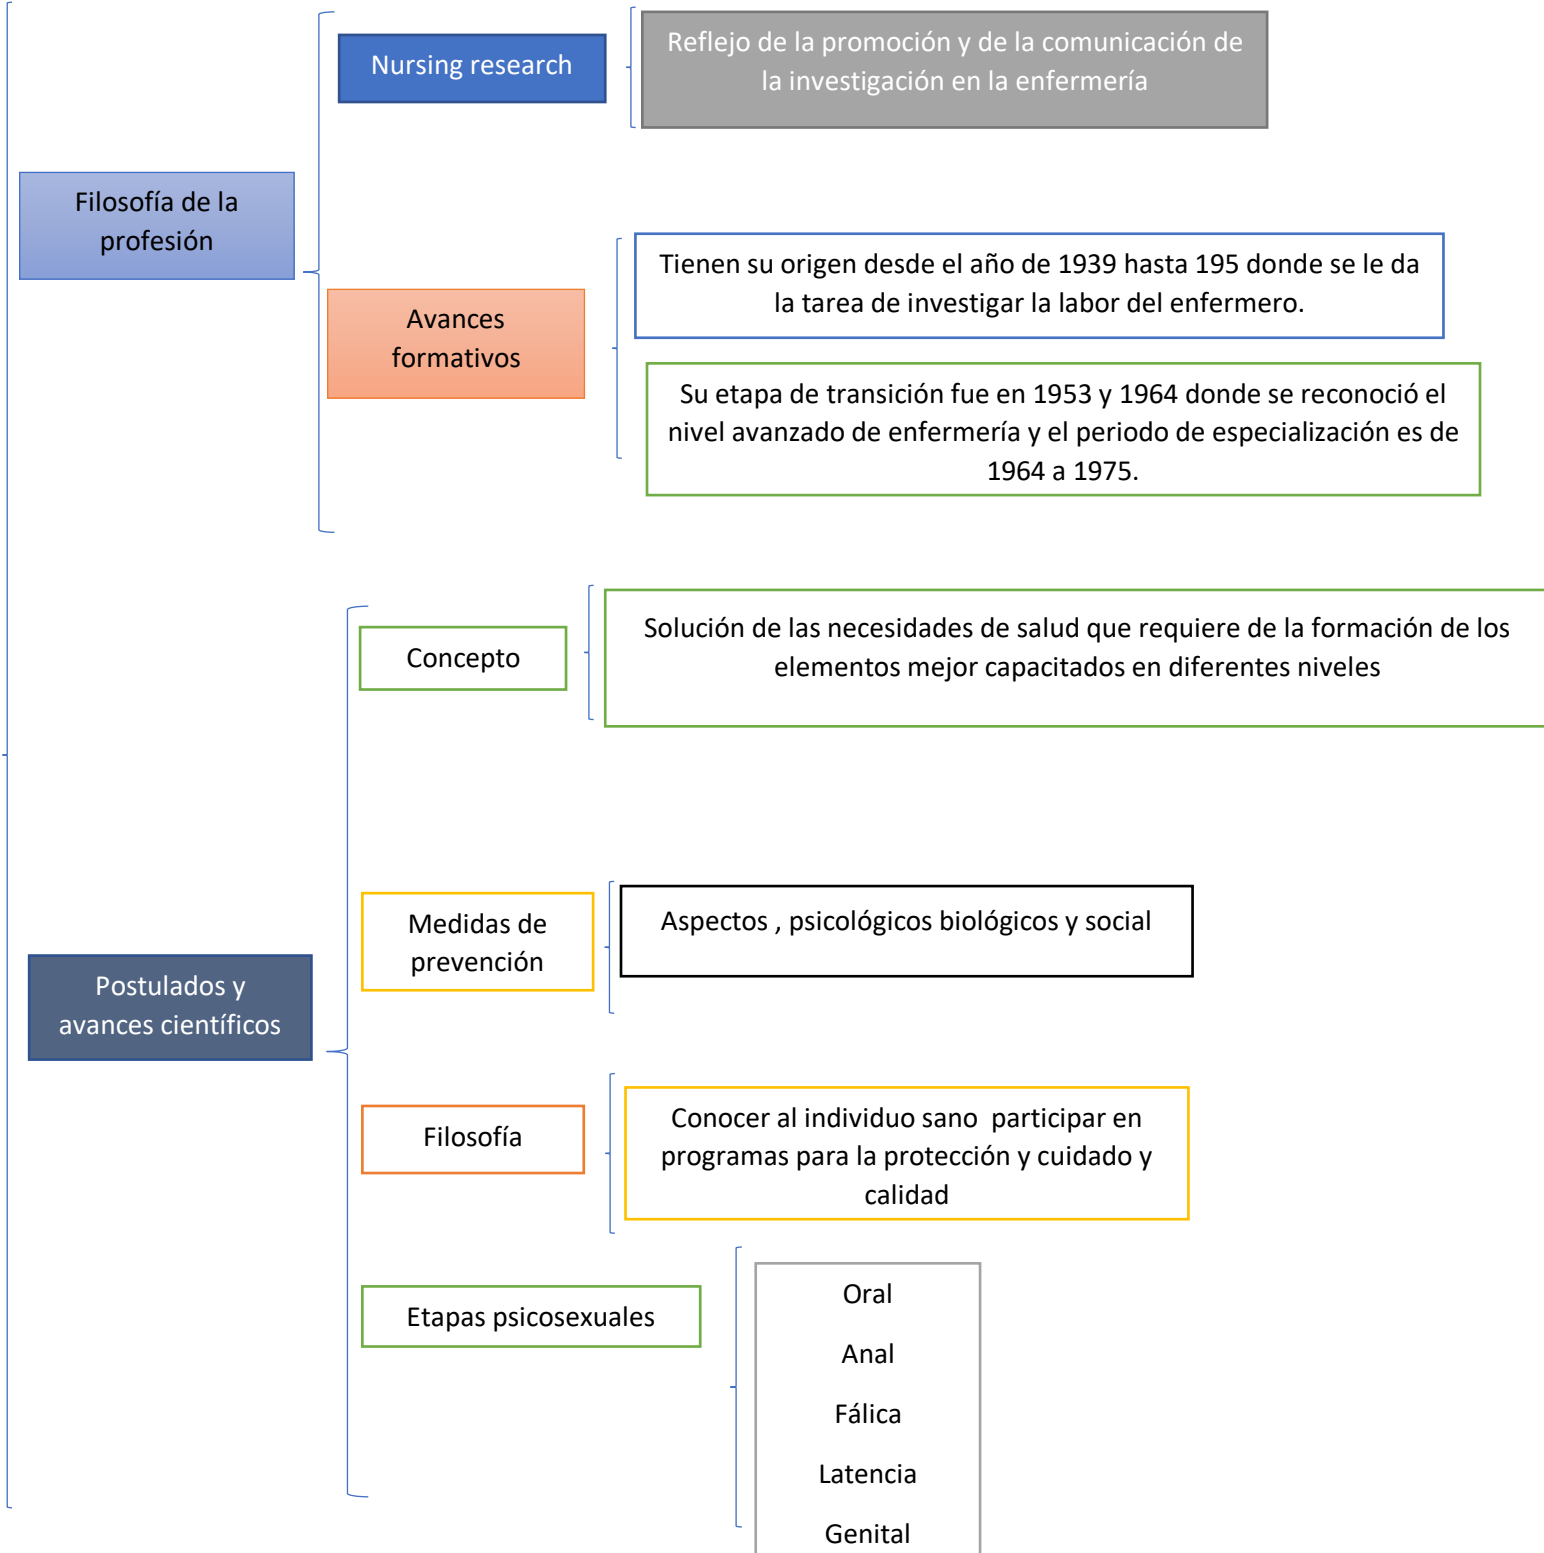 Filosofía de la
profesión
Nursing research
Reflejo de la promoción y de la comunicación de
la investigación en la enfermería
Avances
formativos
Tienen su origen desde el año de 1939 hasta 195 donde se le da
la tarea de investigar la labor del enfermero.
Su etapa de transición fue en 1953 y 1964 donde se reconoció el
nivel avanzado de enfermería y el periodo de especialización es de
1964 a 1975.
Postulados y
avances científicos
Concepto
Solución de las necesidades de salud que requiere de la formación de los
elementos mejor capacitados en diferentes niveles
Medidas de
prevención
Aspectos , psicológicos biológicos y social
Filosofía
Conocer al individuo sano  participar en
programas para la protección y cuidado y
calidad
Etapas psicosexuales
Oral
Anal
Fálica
Latencia
Genital